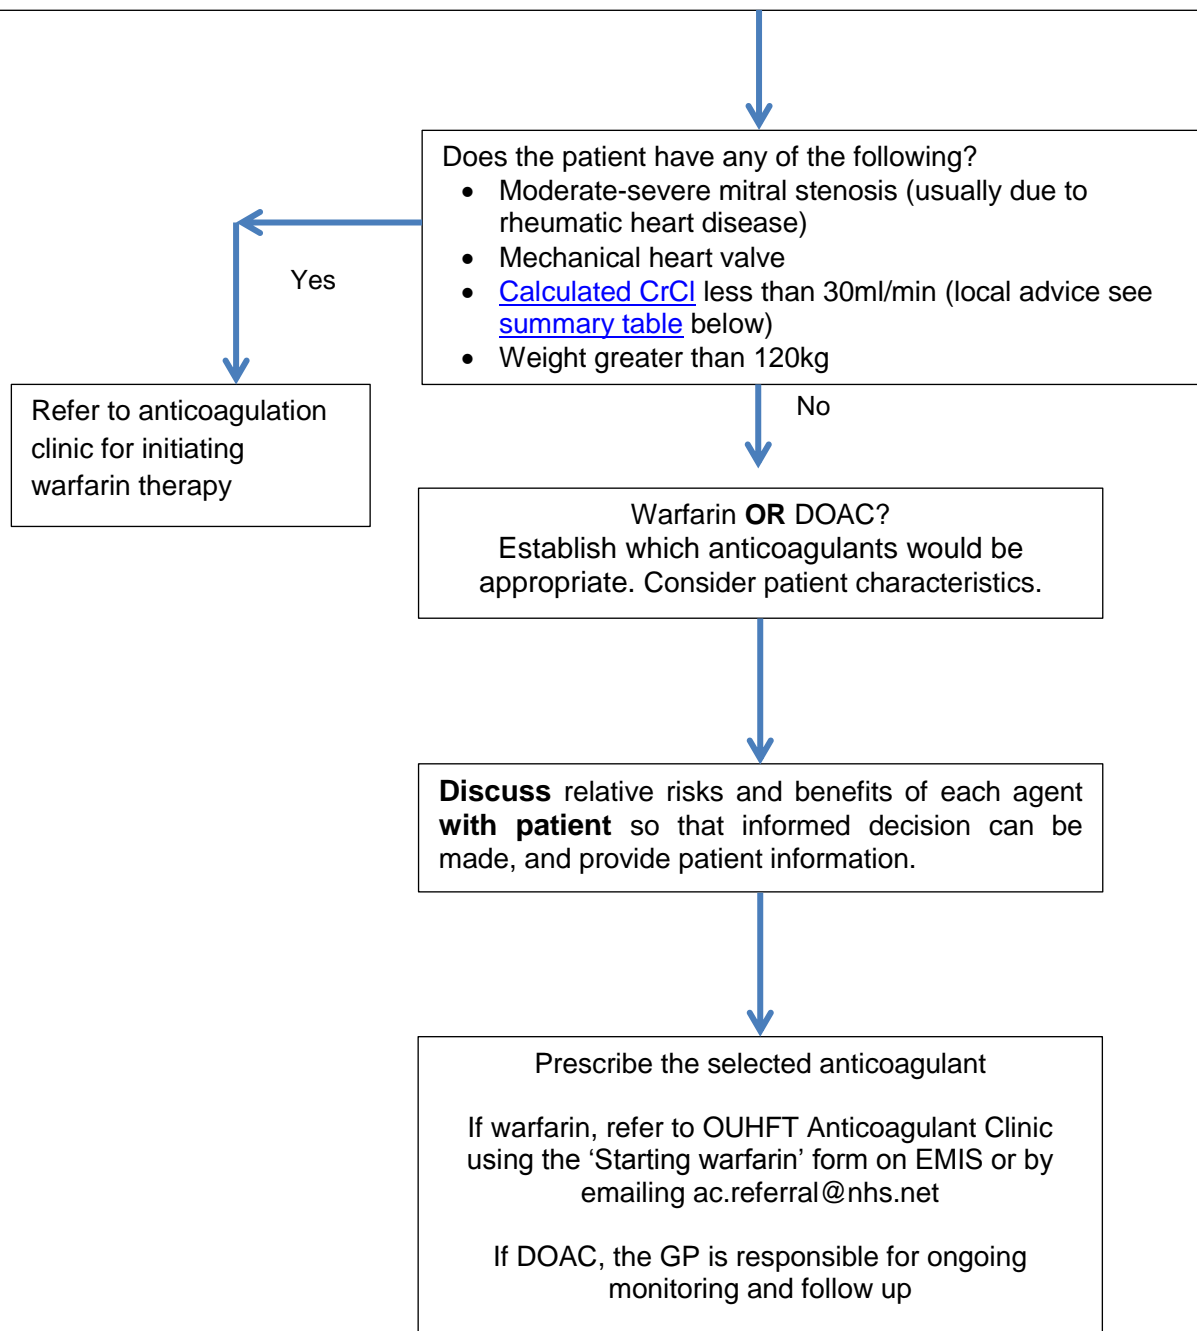 Does the patient have any of the following?
• Moderate-severe mitral stenosis (usually due to
rheumatic heart disease)
• Mechanical heart valve
• Calculated CrCl less than 30ml/min (local advice see
summary table below)
• Weight greater than 120kg
Yes
No
Refer to anticoagulation
clinic for initiating
warfarin therapy
Warfarin OR DOAC?
Establish which anticoagulants would be
appropriate. Consider patient characteristics.
Discuss relative risks and benefits of each agent
with patient so that informed decision can be
made, and provide patient information.
Prescribe the selected anticoagulant
If warfarin, refer to OUHFT Anticoagulant Clinic
using the ‘Starting warfarin’ form on EMIS or by
emailing ac.referral@nhs.net
If DOAC, the GP is responsible for ongoing
monitoring and follow up